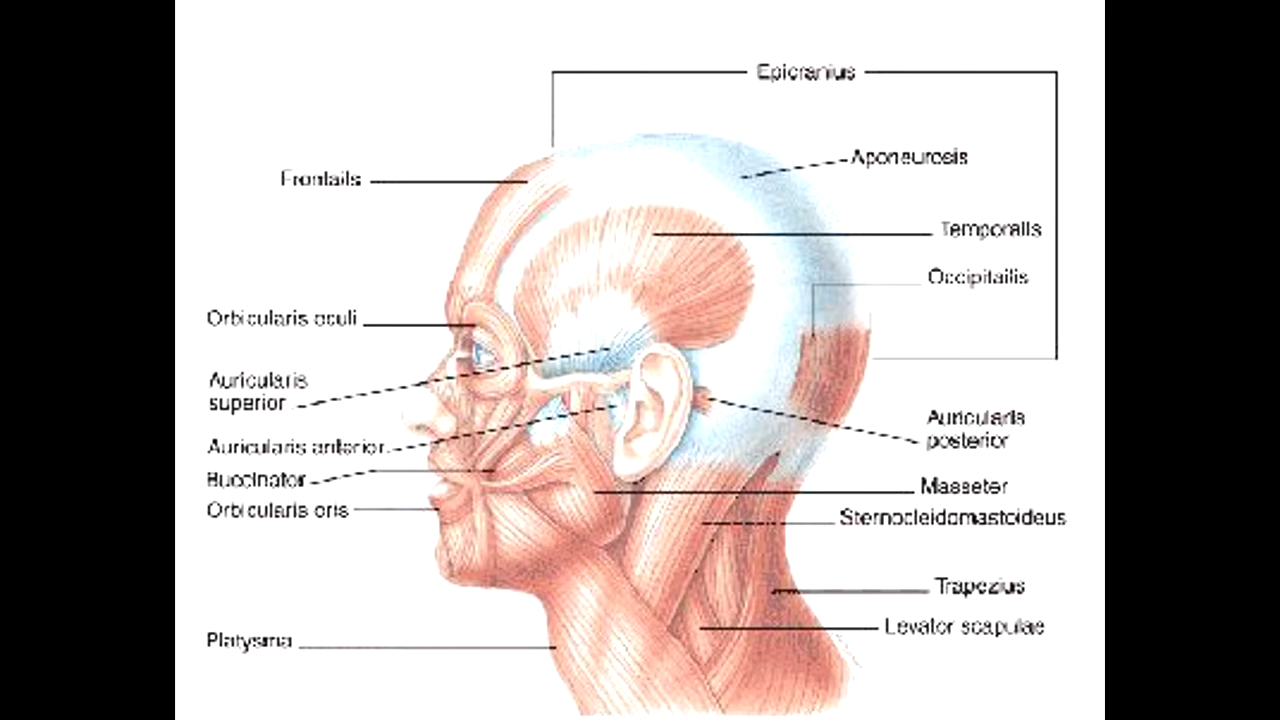 Epicranius
Aponeurosis
Frontalis
Temporalis
Occipitailis
Orbicularis oculi
Auricularis
superior
Auricularis
posterior
Auricularis anterior
Buccinator
Masseter
Orbicularis oris
Sternocleidomastoideus
Trapezius
Levator scapulae
Platysma